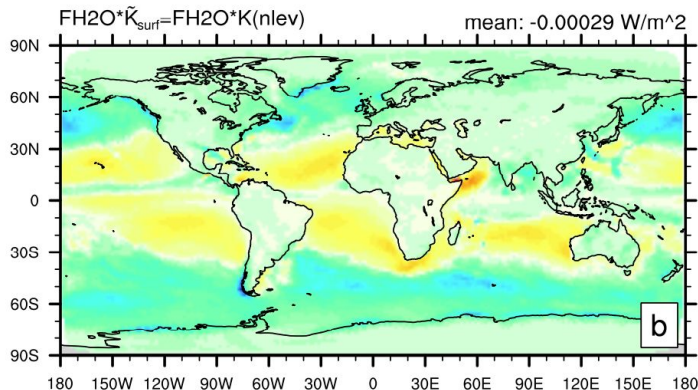 FH2O*K̃surf=FH2O*K(nlev) mean: -0.00029 W/m^2
90N
60N
30N
0
30S
60S
90S
b
180 150W 120W 90W 60W 30W 0 30E 60E 90E 120E 150E 180